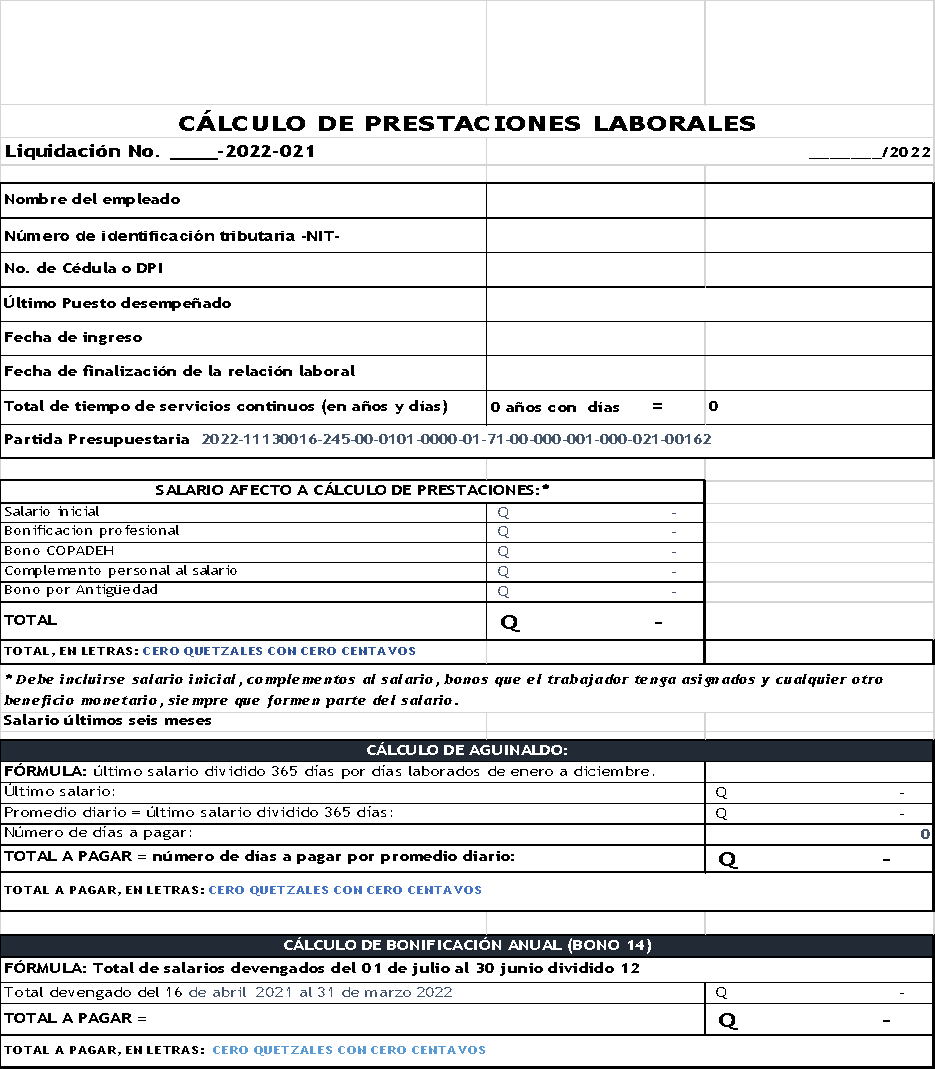 CÁLCULO DE PRESTACIONES LABORALES
Liquidación No. ____-2022-021 _______/2022
Nombre del empleado
Número de identificación tributaria -NIT-
No. de Cédula o DPI
Último Puesto desempeñado
Fecha de ingreso
Fecha de finalización de la relación laboral
Total de tiempo de servicios continuos (en años y días) 0 años con días = 0
Partida Presupuestaria 2022-11130016-245-00-0101-0000-01-71-00-000-001-000-021-00162
SALARIO AFECTO A CÁLCULO DE PRESTACIONES:*
Salario inicial Q -
Bonificacion profesional Q -
Bono COPADEH Q -
Complemento personal al salario Q -
Bono por Antigüedad Q -
TOTAL Q -
TOTAL, EN LETRAS: CERO QUETZALES CON CERO CENTAVOS
* Debe incluirse salario inicial, complementos al salario, bonos que el trabajador tenga asignados y cualquier otro
beneficio monetario, siempre que formen parte del salario.
Salario últimos seis meses
CÁLCULO DE AGUINALDO:
FÓRMULA: último salario dividido 365 días por días laborados de enero a diciembre.
Último salario: Q -
Promedio diario = último salario dividido 365 días: Q -
Número de días a pagar: 0
TOTAL A PAGAR = número de días a pagar por promedio diario: Q -
TOTAL A PAGAR, EN LETRAS: CERO QUETZALES CON CERO CENTAVOS
CÁLCULO DE BONIFICACIÓN ANUAL (BONO 14)
FÓRMULA: Total de salarios devengados del 01 de julio al 30 junio dividido 12
Total devengado del 16 de abril 2021 al 31 de marzo 2022 Q -
TOTAL A PAGAR = Q -
TOTAL A PAGAR, EN LETRAS: CERO QUETZALES CON CERO CENTAVOS